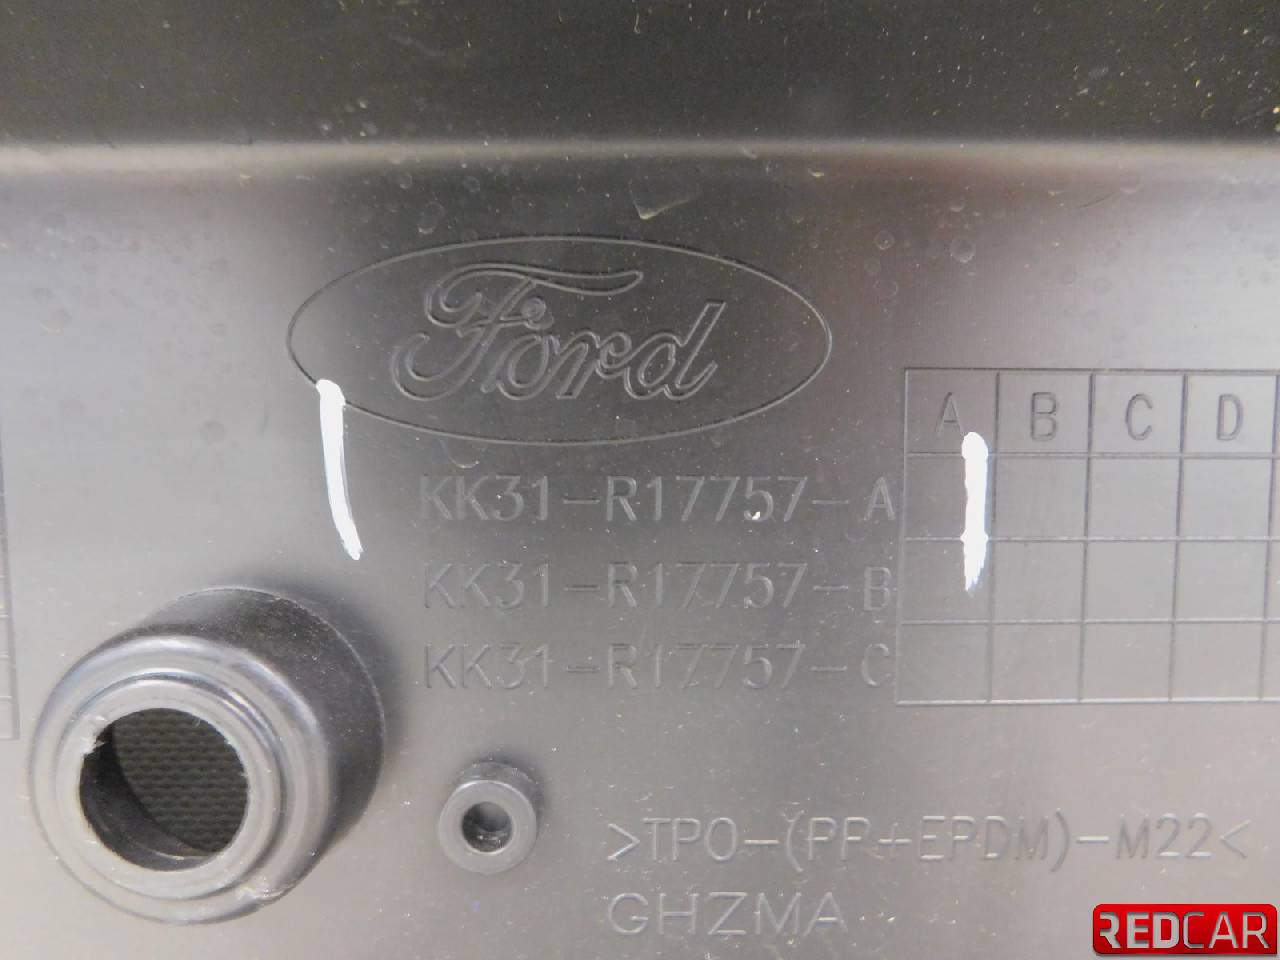 Ford
A B C D
KK31-R17757-A
KK31-R17757-B
KK31-R17757-C
>TPO-(PP+EPDM)-M22<
GHZMA
REDCAR